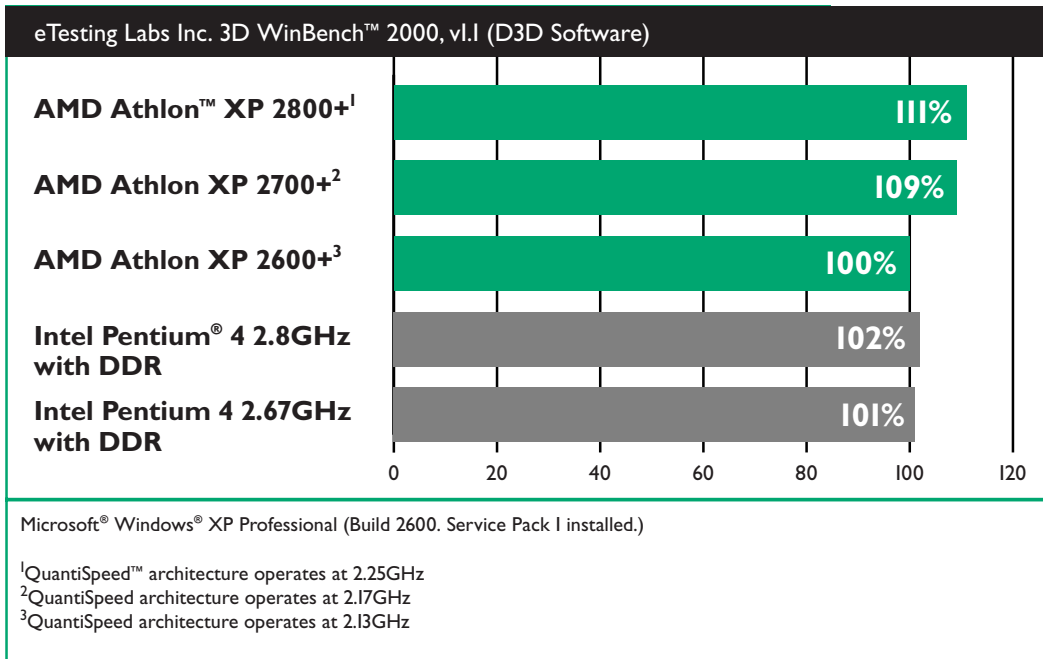 eTesting Labs Inc. 3D WinBench™ 2000, v1.1 (D3D Software)
AMD Athlon™ XP 2800+¹
111%
AMD Athlon XP 2700+²
109%
AMD Athlon XP 2600+³
100%
Intel Pentium® 4 2.8GHz
with DDR
102%
Intel Pentium 4 2.67GHz
with DDR
101%
0 20 40 60 80 100 120
Microsoft® Windows® XP Professional (Build 2600. Service Pack 1 installed.)
¹QuantiSpeed™ architecture operates at 2.25GHz
²QuantiSpeed architecture operates at 2.17GHz
³QuantiSpeed architecture operates at 2.13GHz